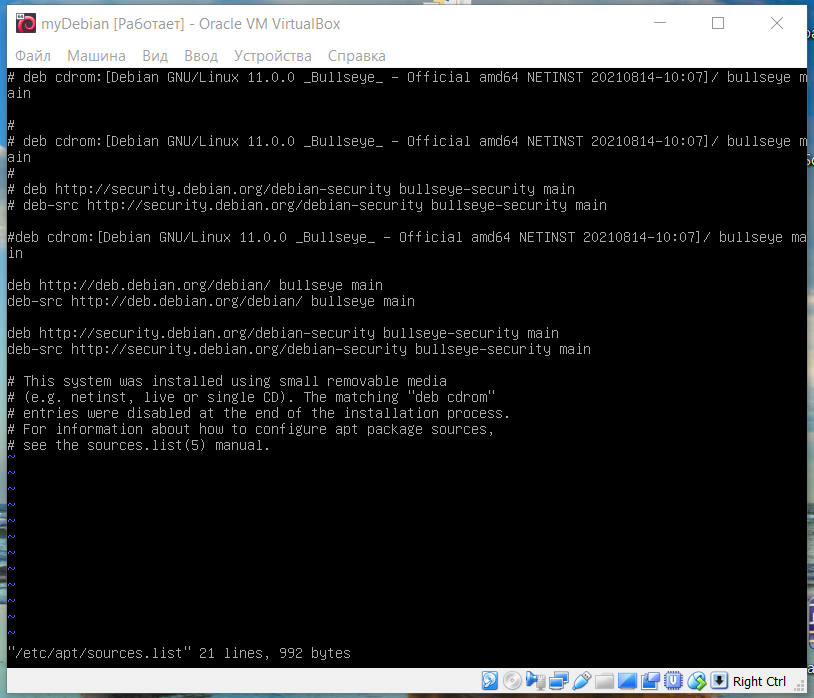 myDebian [Работает] - Oracle VM VirtualBox
Файл Машина Вид Ввод Устройства Справка
# deb cdrom:[Debian GNU/Linux 11.0.0 _Bullseye_ - Official amd64 NETINST 20210814-10:07]/ bullseye m
ain
#
# deb cdrom:[Debian GNU/Linux 11.0.0 _Bullseye_ - Official amd64 NETINST 20210814-10:07]/ bullseye m
ain
#
# deb http://security.debian.org/debian-security bullseye-security main
# deb-src http://security.debian.org/debian-security bullseye-security main
#deb cdrom:[Debian GNU/Linux 11.0.0 _Bullseye_ - Official amd64 NETINST 20210814-10:07]/ bullseye ma
in
deb http://deb.debian.org/debian/ bullseye main
deb-src http://deb.debian.org/debian/ bullseye main
deb http://security.debian.org/debian-security bullseye-security main
deb-src http://security.debian.org/debian-security bullseye-security main
# This system was installed using small removable media
# (e.g. netinst, live or single CD). The matching "deb cdrom"
# entries were disabled at the end of the installation process.
# For information about how to configure apt package sources,
# see the sources.list(5) manual.
~
~
~
~
~
~
~
~
~
~
~
~
"/etc/apt/sources.list" 21 lines, 992 bytes
Right Ctrl